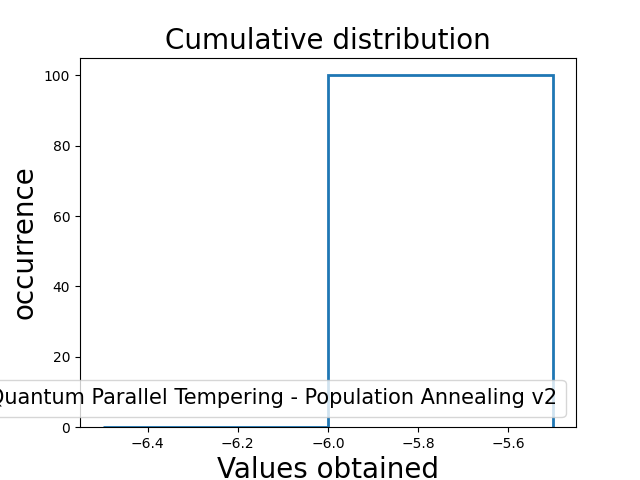 Cumulative distribution
occurrence
100
80
60
40
20
0
Quantum Parallel Tempering - Population Annealing v2
−6.4 −6.2 −6.0 −5.8 −5.6
Values obtained